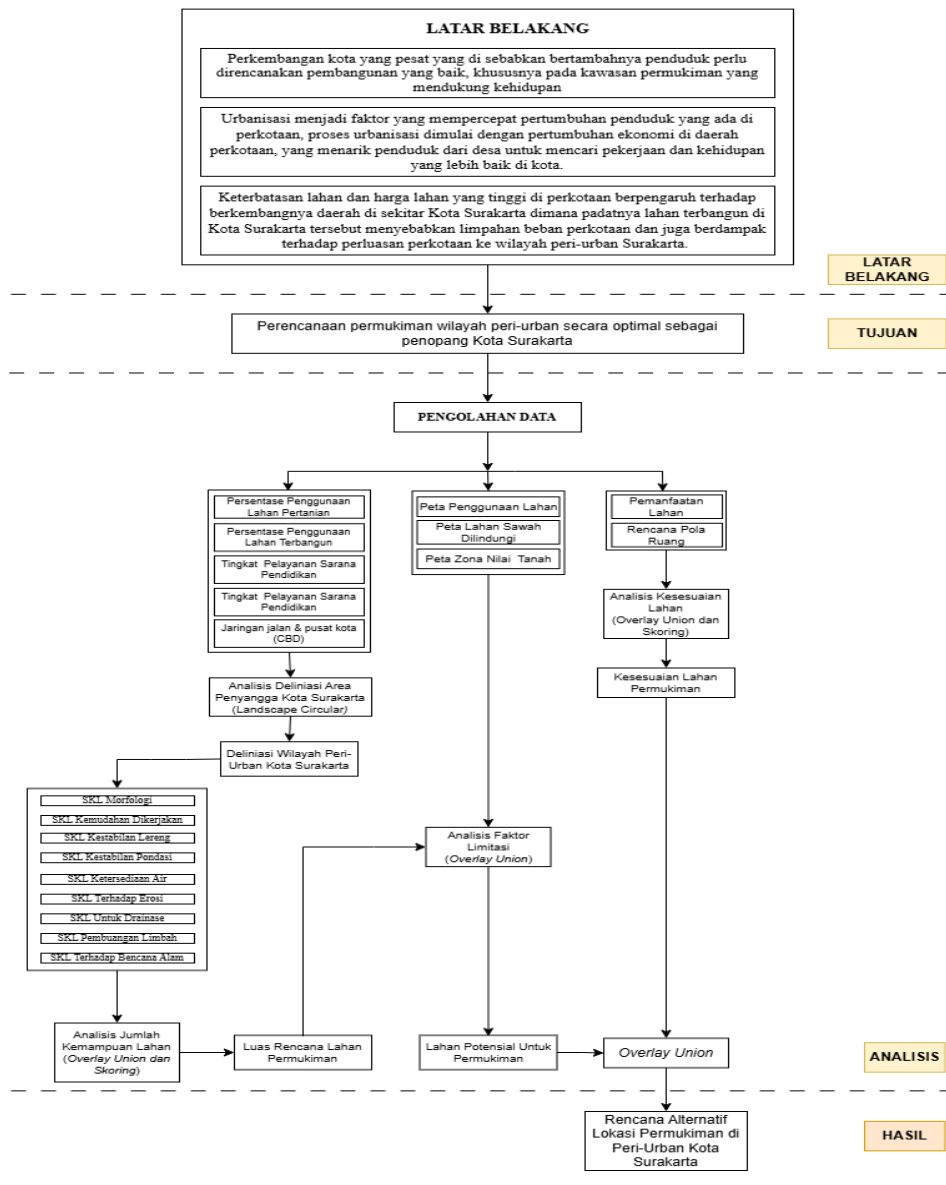 LATAR BELAKANG
Perkembangan kota yang pesat yang di sebabkan bertambahnya penduduk perlu
direncanakan pembangunan yang baik, khususnya pada kawasan permukiman yang
mendukung kehidupan
Urbanisasi menjadi faktor yang mempercepat pertumbuhan penduduk yang ada di
perkotaan, proses urbanisasi dimulai dengan pertumbuhan ekonomi di daerah
perkotaan, yang menarik penduduk dari desa untuk mencari pekerjaan dan kehidupan
yang lebih baik di kota.
Keterbatasan lahan dan harga lahan yang tinggi di perkotaan berpengaruh terhadap
berkembangnya daerah di sekitar Kota Surakarta dimana padatnya lahan terbangun di
Kota Surakarta tersebut menyebabkan limpahan beban perkotaan dan juga berdampak
terhadap perluasan perkotaan ke wilayah peri-urban Surakarta.
LATAR
BELAKANG
Perencanaan permukiman wilayah peri-urban secara optimal sebagai
penopang Kota Surakarta
TUJUAN
PENGOLAHAN DATA
Persentase Penggunaan
Lahan Pertanian
Persentase Penggunaan
Lahan Terbangun
Tingkat Pelayanan Sarana
Pendidikan
Tingkat Pelayanan Sarana
Pendidikan
Jaringan jalan & pusat kota
(CBD)
Peta Penggunaan Lahan
Peta Lahan Sawah
Dilindungi
Peta Zona Nilai Tanah
Pemanfaatan
Lahan
Rencana Pola
Ruang
Analisis Kesesuaian
Lahan
(Overlay Union dan
Skoring)
Kesesuaian Lahan
Permukiman
Analisis Deliniasi Area
Penyangga Kota Surakarta
(Landscape Circular)
Deliniasi Wilayah Peri-
Urban Kota Surakarta
SKL Morfologi
SKL Kemudahan Dikerjakan
SKL Kestabilan Lereng
SKL Kestabilan Pondasi
SKL Ketersediaan Air
SKL Terhadap Erosi
SKL Untuk Drainase
SKL Pembuangan Limbah
SKL Terhadap Bencana Alam
Analisis Faktor
Limitasi
(Overlay Union)
Analisis Jumlah
Kemampuan Lahan
(Overlay Union dan
Skoring)
Luas Rencana Lahan
Permukiman
Lahan Potensial Untuk
Permukiman
Overlay Union
ANALISIS
Rencana Alternatif
Lokasi Permukiman di
Peri-Urban Kota
Surakarta
HASIL